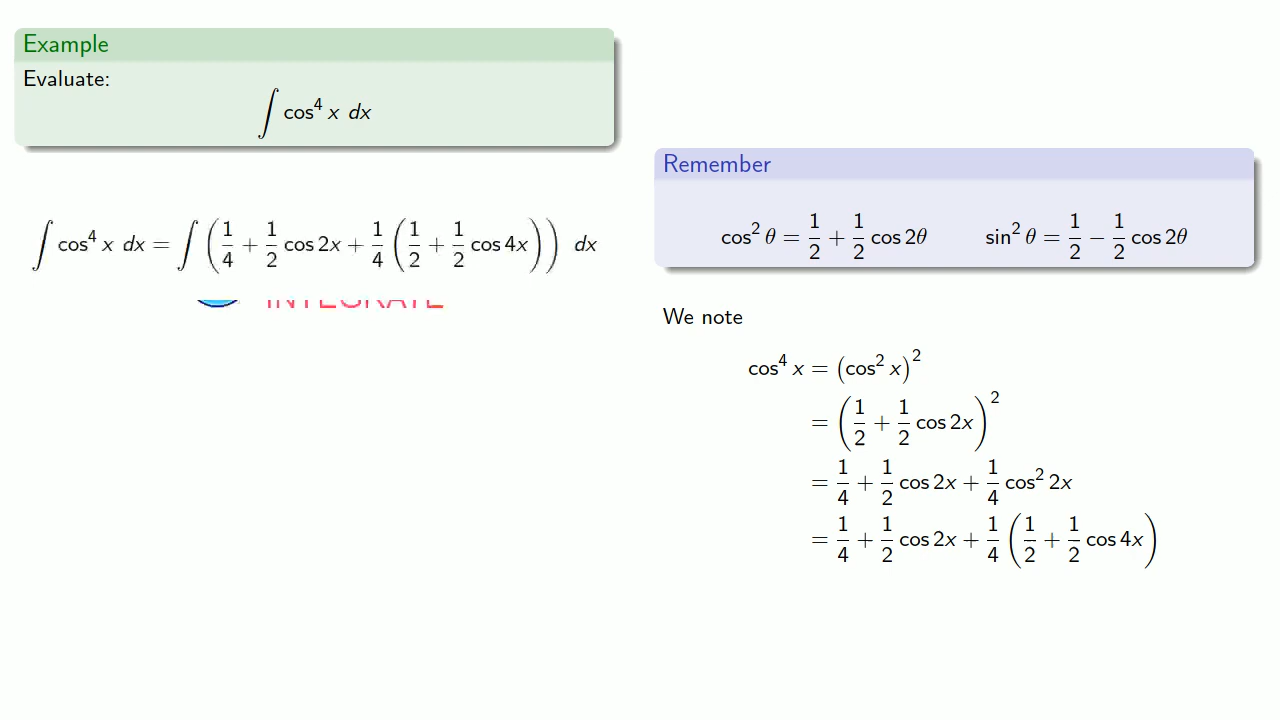 Example
Evaluate:
∫ cos⁴ x dx
∫ cos⁴ x dx = ∫ (1/4 + 1/2 cos 2x + 1/4 (1/2 + 1/2 cos 4x)) dx
INTEGRATE
Remember
cos² θ = 1/2 + 1/2 cos 2θ    sin² θ = 1/2 − 1/2 cos 2θ
We note
cos⁴ x = (cos² x)²
= (1/2 + 1/2 cos 2x)²
= 1/4 + 1/2 cos 2x + 1/4 cos² 2x
= 1/4 + 1/2 cos 2x + 1/4 (1/2 + 1/2 cos 4x)